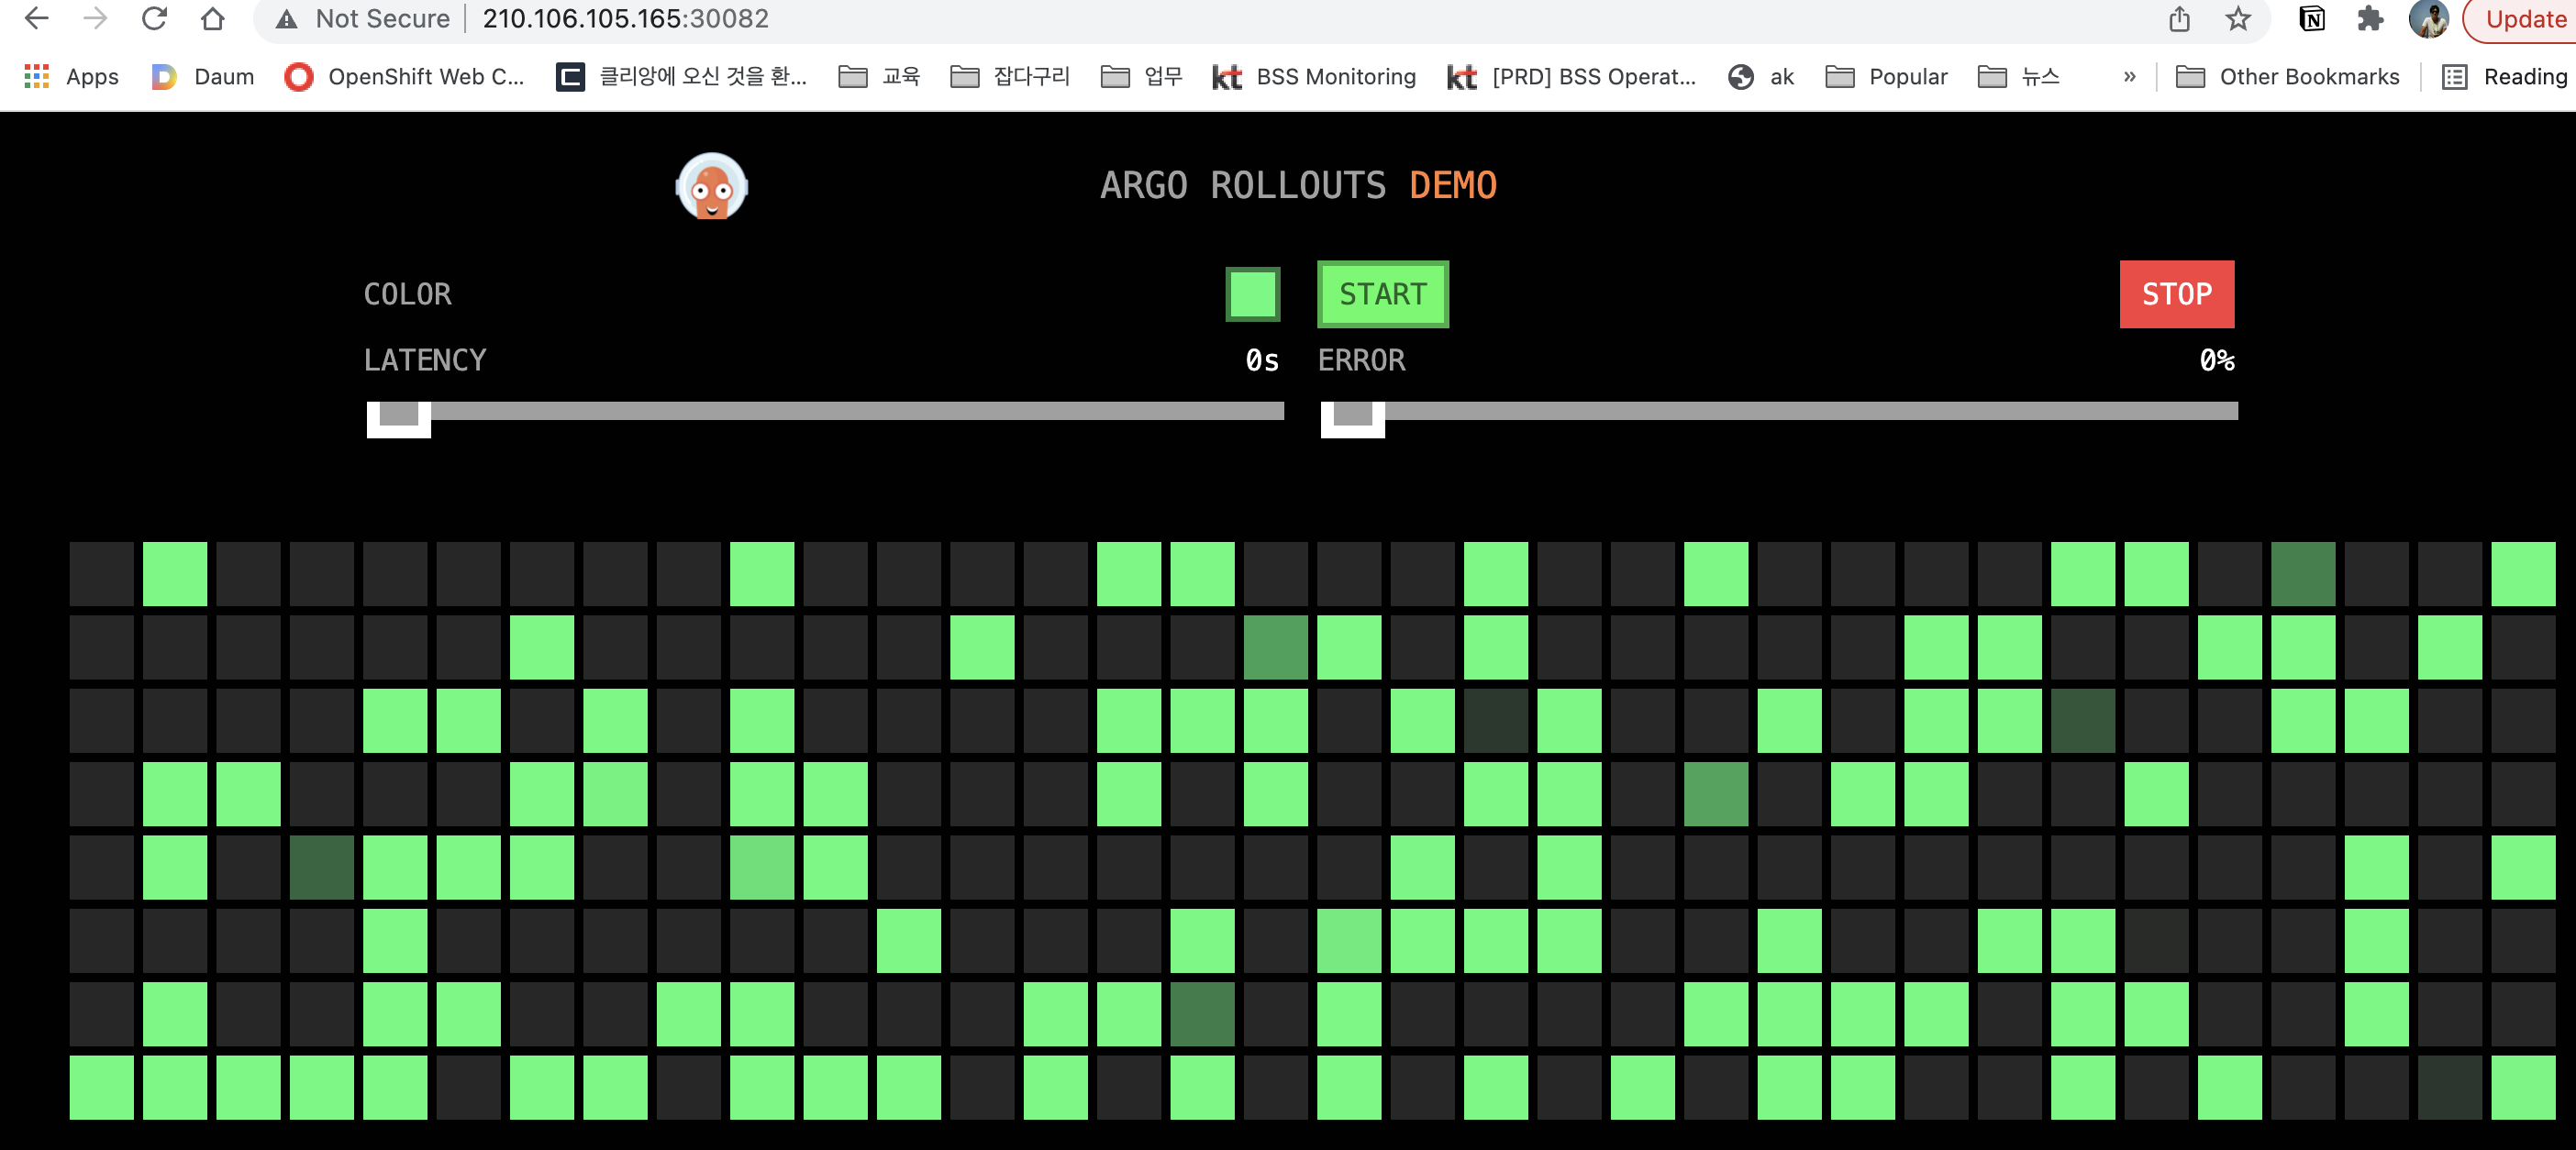 Not Secure 210.106.105.165:30082 Update
Apps Daum OpenShift Web C... 클리앙에 오신 것을 환... 교육 잡다구리 업무 kt BSS Monitoring kt [PRD] BSS Operat... ak Popular 뉴스 » Other Bookmarks Reading
ARGO ROLLOUTS DEMO
COLOR START STOP
LATENCY 0s ERROR 0%